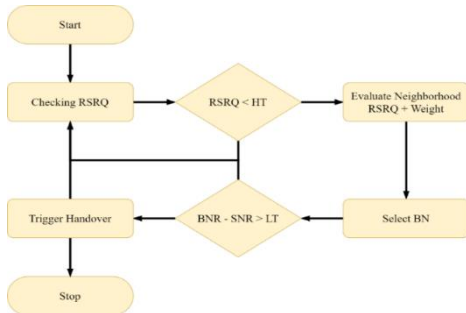 Start
Checking RSRQ
RSRQ < HT
Evaluate Neighborhood
RSRQ + Weight
Trigger Handover
BNR - SNR > LT
Select BN
Stop